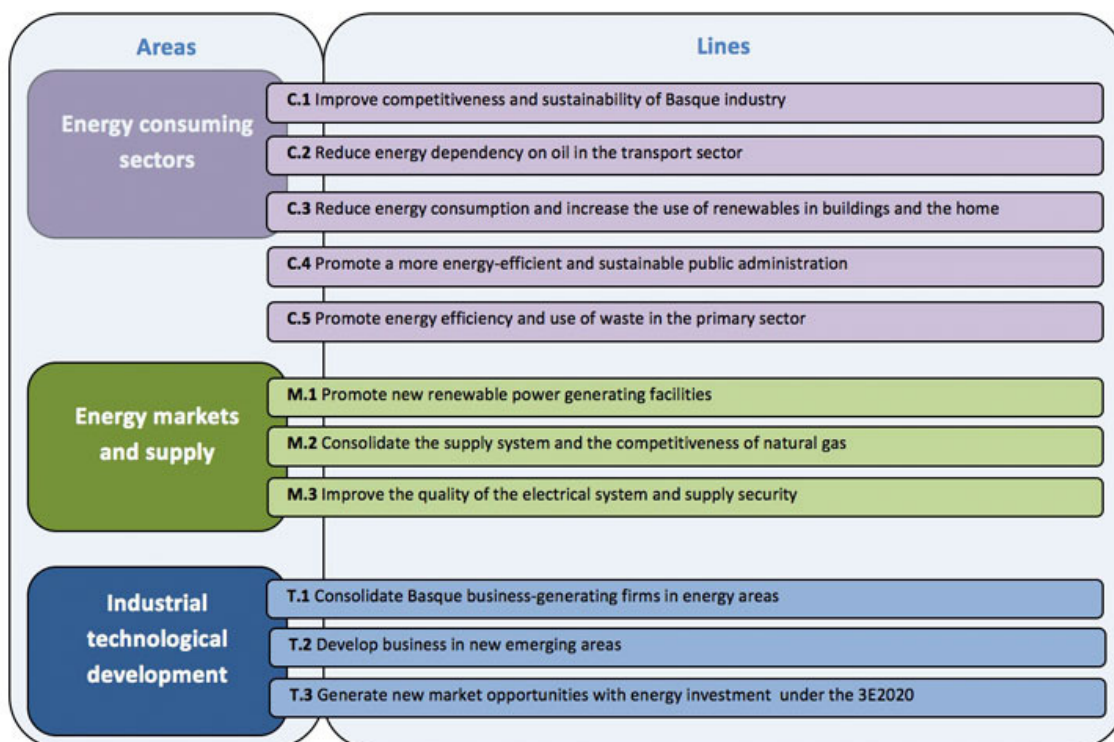 Areas
Lines
Energy consuming
sectors
C.1 Improve competitiveness and sustainability of Basque industry
C.2 Reduce energy dependency on oil in the transport sector
C.3 Reduce energy consumption and increase the use of renewables in buildings and the home
C.4 Promote a more energy-efficient and sustainable public administration
C.5 Promote energy efficiency and use of waste in the primary sector
Energy markets
and supply
M.1 Promote new renewable power generating facilities
M.2 Consolidate the supply system and the competitiveness of natural gas
M.3 Improve the quality of the electrical system and supply security
Industrial
technological
development
T.1 Consolidate Basque business-generating firms in energy areas
T.2 Develop business in new emerging areas
T.3 Generate new market opportunities with energy investment under the 3E2020